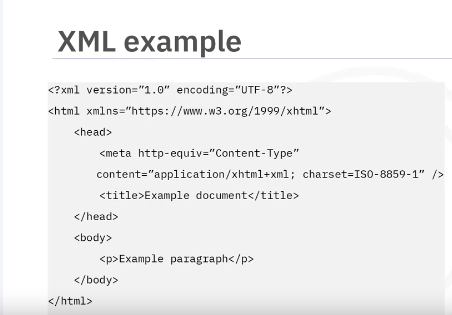 XML example
<?xml version=”1.0” encoding=”UTF-8”?>
<html xmlns=”https://www.w3.org/1999/xhtml”>
<head>
<meta http-equiv=”Content-Type”
content=”application/xhtml+xml; charset=ISO-8859-1” />
<title>Example document</title>
</head>
<body>
<p>Example paragraph</p>
</body>
</html>